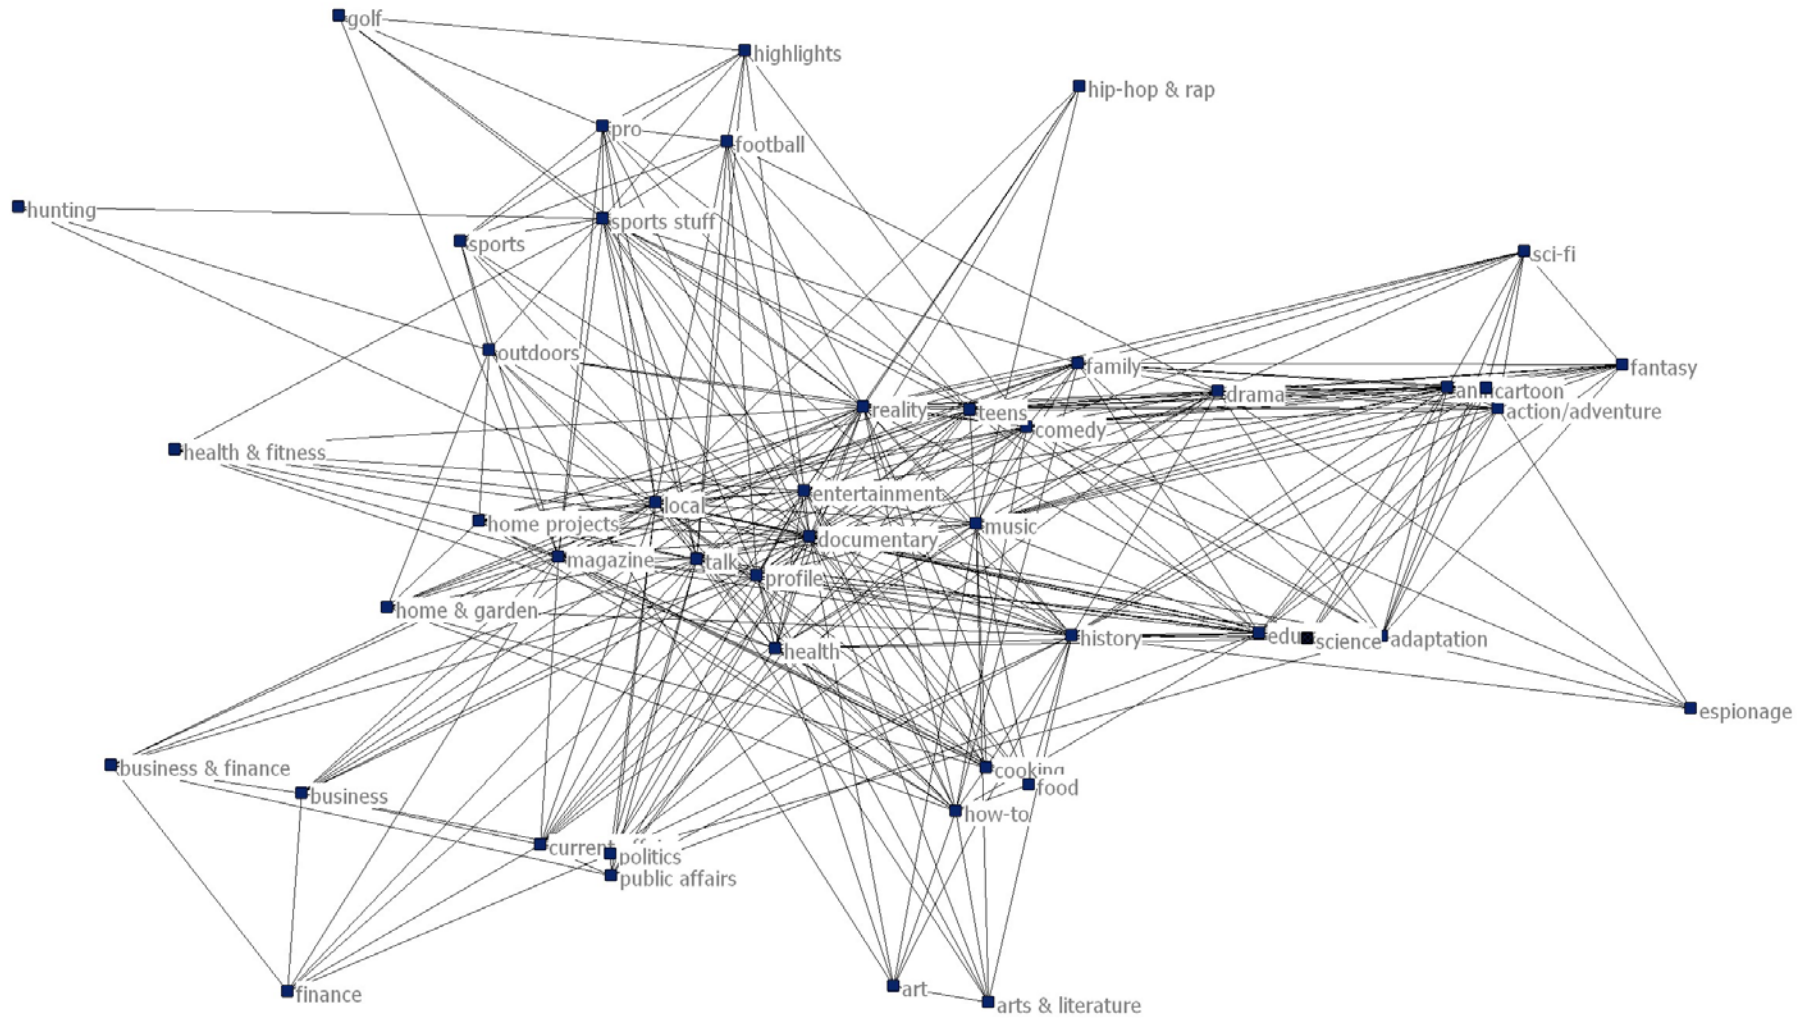 golf
highlights
hip-hop & rap
pro
football
hunting
sports stuff
sports
sci-fi
outdoors
family
fantasy
drama
cartoon
reality
teens
action/adventure
comedy
health & fitness
entertainment
local
home projects
music
documentary
magazine
talk
profile
home & garden
history
science
adaptation
health
espionage
business & finance
cooking
food
business
how-to
current
politics
public affairs
art
finance
arts & literature